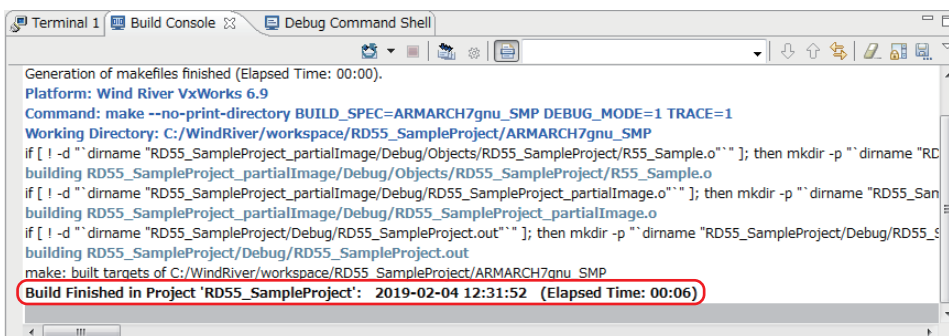 Terminal 1 Build Console Debug Command Shell
Generation of makefiles finished (Elapsed Time: 00:00).
Platform: Wind River VxWorks 6.9
Command: make --no-print-directory BUILD_SPEC=ARMARCH7gnu_SMP DEBUG_MODE=1 TRACE=1
Working Directory: C:/WindRiver/workspace/RD55_SampleProject/ARMARCH7gnu_SMP
if [ ! -d "`dirname "RD55_SampleProject_partialImage/Debug/Objects/RD55_SampleProject/R55_Sample.o"`" ]; then mkdir -p "`dirname "RD
building RD55_SampleProject_partialImage/Debug/Objects/RD55_SampleProject/R55_Sample.o
if [ ! -d "`dirname "RD55_SampleProject_partialImage/Debug/RD55_SampleProject_partialImage.o"`" ]; then mkdir -p "`dirname "RD55_Sam
building RD55_SampleProject_partialImage/Debug/RD55_SampleProject_partialImage.o
if [ ! -d "`dirname "RD55_SampleProject/Debug/RD55_SampleProject.out"`" ]; then mkdir -p "`dirname "RD55_SampleProject/Debug/RD55_S
building RD55_SampleProject/Debug/RD55_SampleProject.out
make: built targets of C:/WindRiver/workspace/RD55_SampleProject/ARMARCH7gnu_SMP
Build Finished in Project 'RD55_SampleProject': 2019-02-04 12:31:52 (Elapsed Time: 00:06)